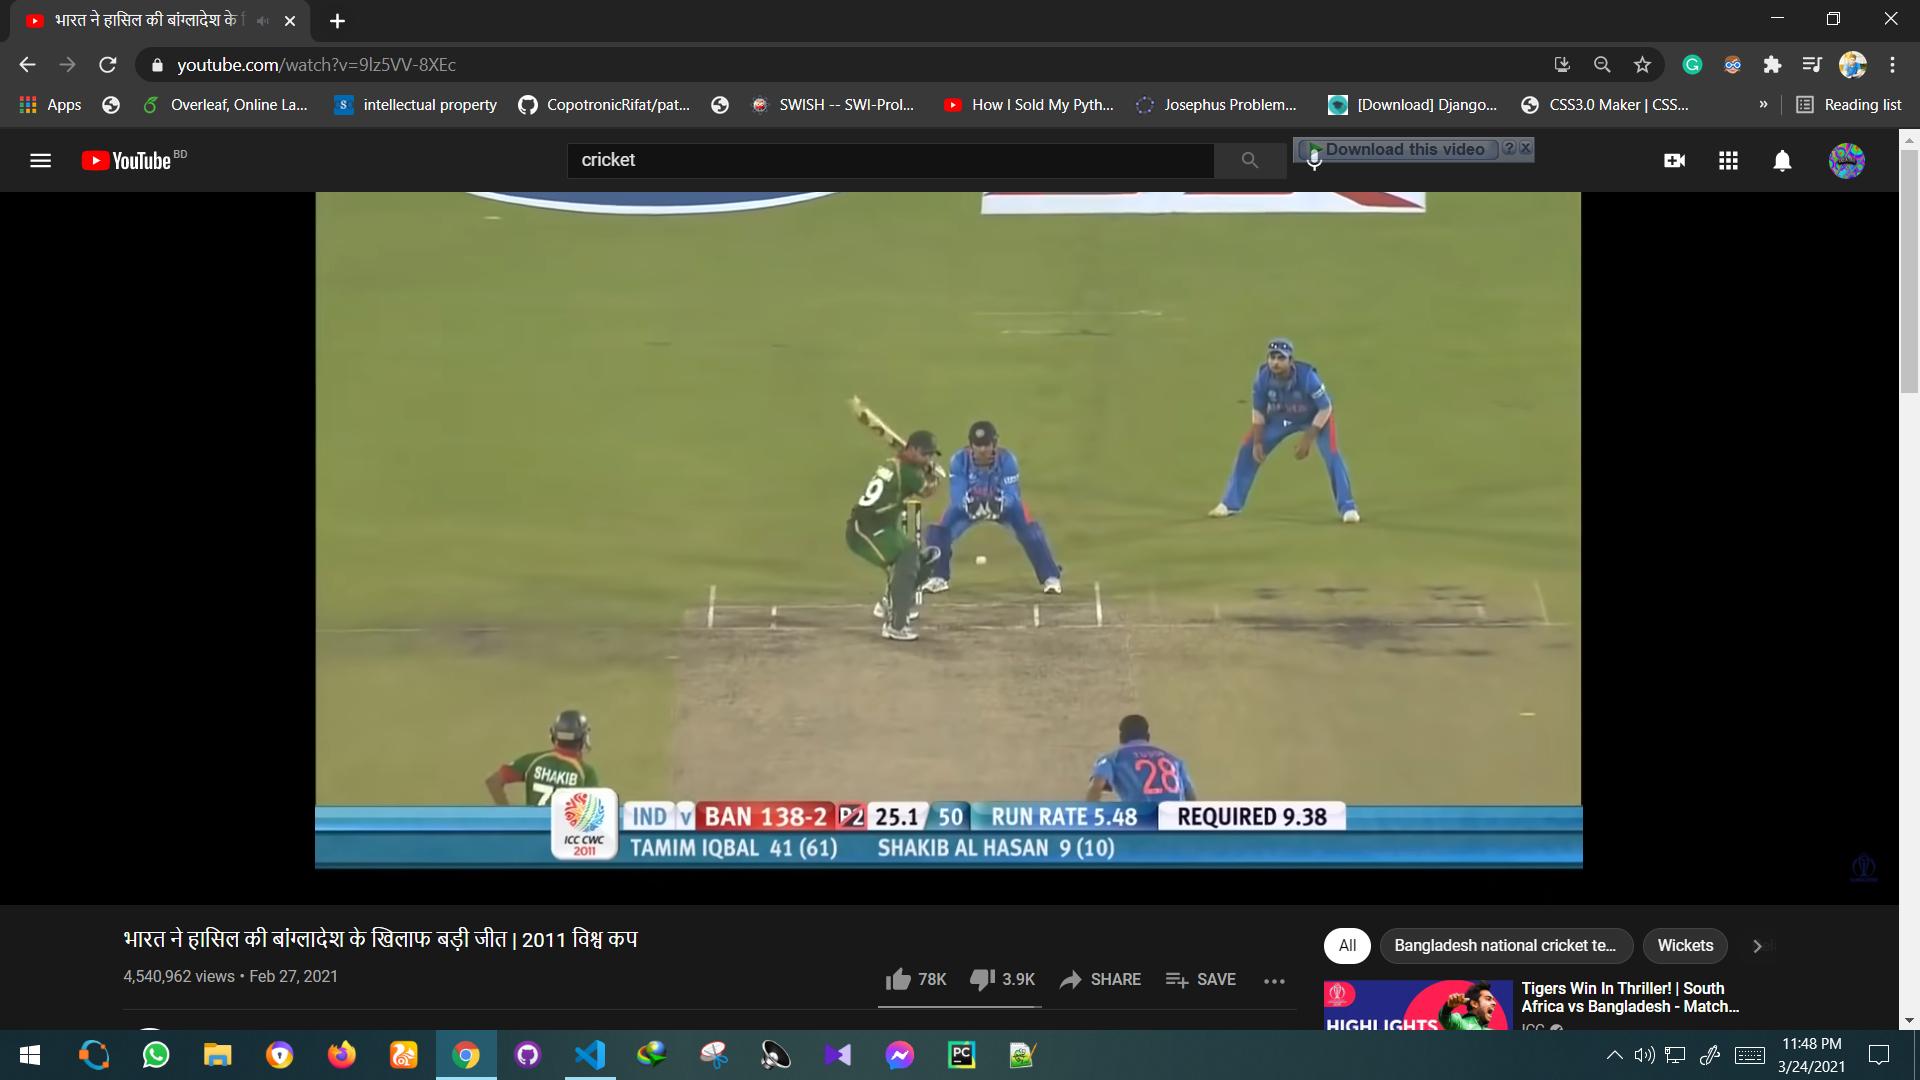 भारत ने हासिल की बांग्लादेश के
youtube.com/watch?v=9lz5VV-8XEc
Apps
Overleaf, Online La...
intellectual property
CopotronicRifat/pat...
SWISH -- SWI-Prol...
How I Sold My Pyth...
Josephus Problem...
[Download] Django...
CSS3.0 Maker | CSS...
»
Reading list
YouTube BD
cricket
Download this video
SHAKIB
28
ICC CWC
2011
IND v BAN 138-2 P2 25.1 50 RUN RATE 5.48 REQUIRED 9.38
TAMIM IQBAL 41 (61) SHAKIB AL HASAN 9 (10)
भारत ने हासिल की बांग्लादेश के खिलाफ बड़ी जीत | 2011 विश्व कप
4,540,962 views • Feb 27, 2021
78K
3.9K
SHARE
SAVE
All
Bangladesh national cricket te...
Wickets
HIGHLIGHTS
Tigers Win In Thriller! | South
Africa vs Bangladesh - Match...
ICC
11:48 PM
3/24/2021